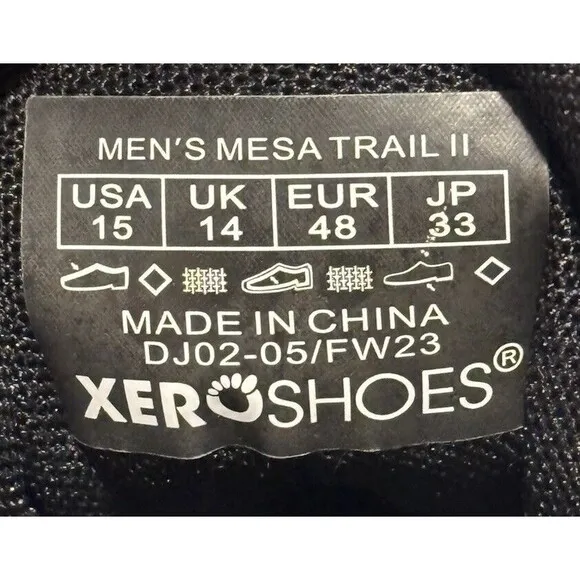 MEN'S MESA TRAIL II
USA UK EUR JP
15 14 48 33
MADE IN CHINA
DJ02-05/FW23
XEROSHOES®